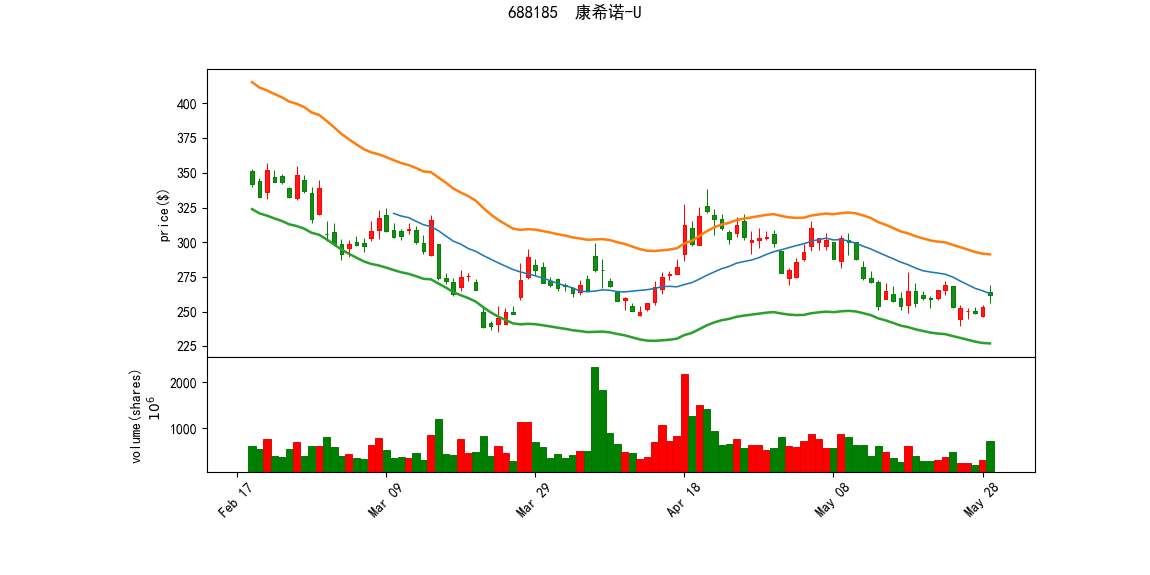 688185  康希诺-U
400
375
350
325
300
275
250
225
price($)
2000
1000
volume(shares)
10^6
Feb 17
Mar 09
Mar 29
Apr 18
May 08
May 28